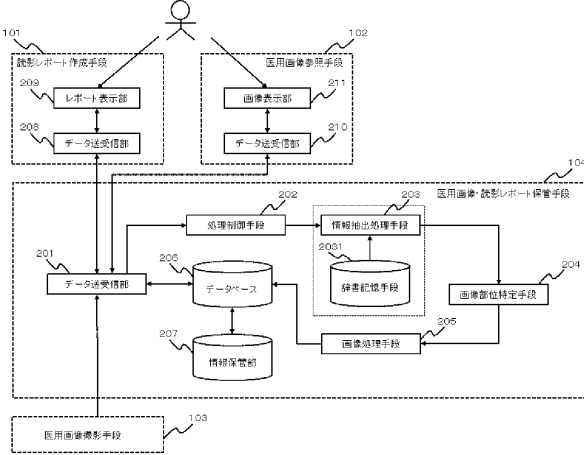 101
読影レポート作成手段
209
レポート表示部
208
データ送受信部
102
医用画像参照手段
211
画像表示部
210
データ送受信部
104
医用画像・読影レポート保管手段
202
処理制御手段
203
情報抽出処理手段
2031
辞書記憶手段
204
画像部位特定手段
201
データ送受信部
206
データベース
205
画像処理手段
207
情報保管部
103
医用画像撮影手段